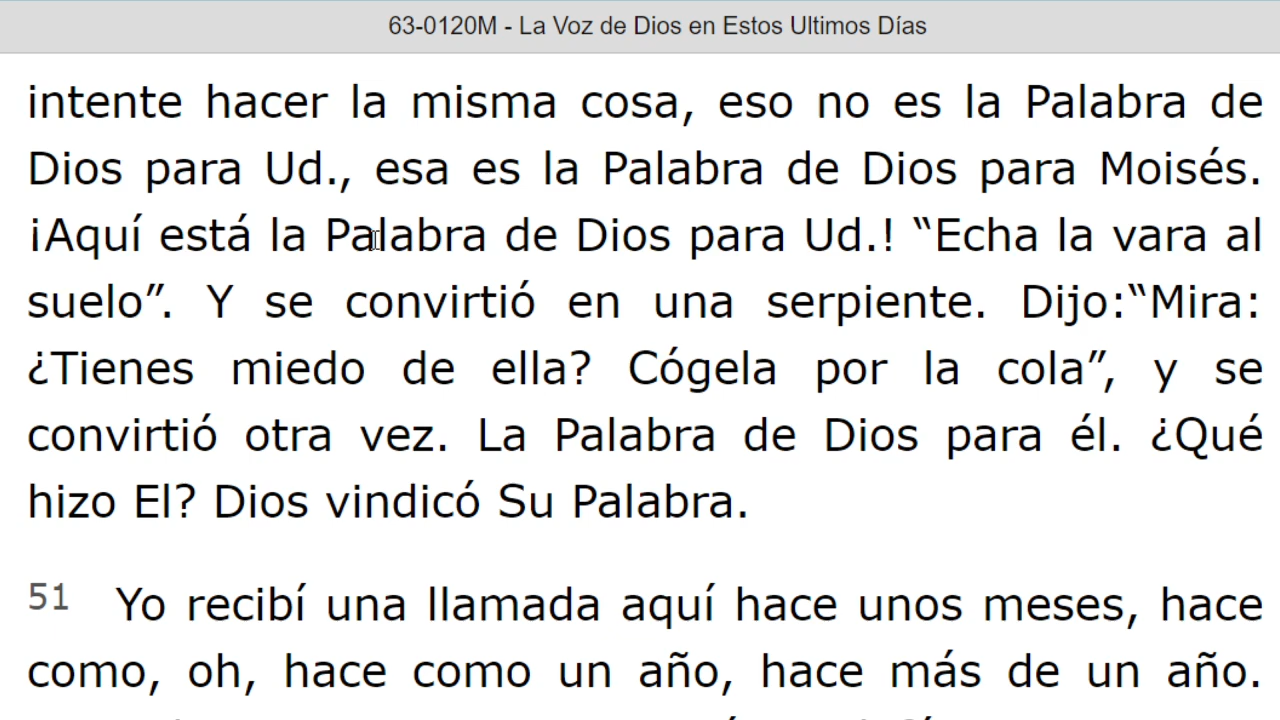 63-0120M - La Voz de Dios en Estos Ultimos Días
intente hacer la misma cosa, eso no es la Palabra de
Dios para Ud., esa es la Palabra de Dios para Moisés.
¡Aquí está la Palabra de Dios para Ud.! “Echa la vara al
suelo”. Y se convirtió en una serpiente. Dijo:“Mira:
¿Tienes miedo de ella? Cógela por la cola”, y se
convirtió otra vez. La Palabra de Dios para él. ¿Qué
hizo El? Dios vindicó Su Palabra.
51 Yo recibí una llamada aquí hace unos meses, hace
como, oh, hace como un año, hace más de un año.